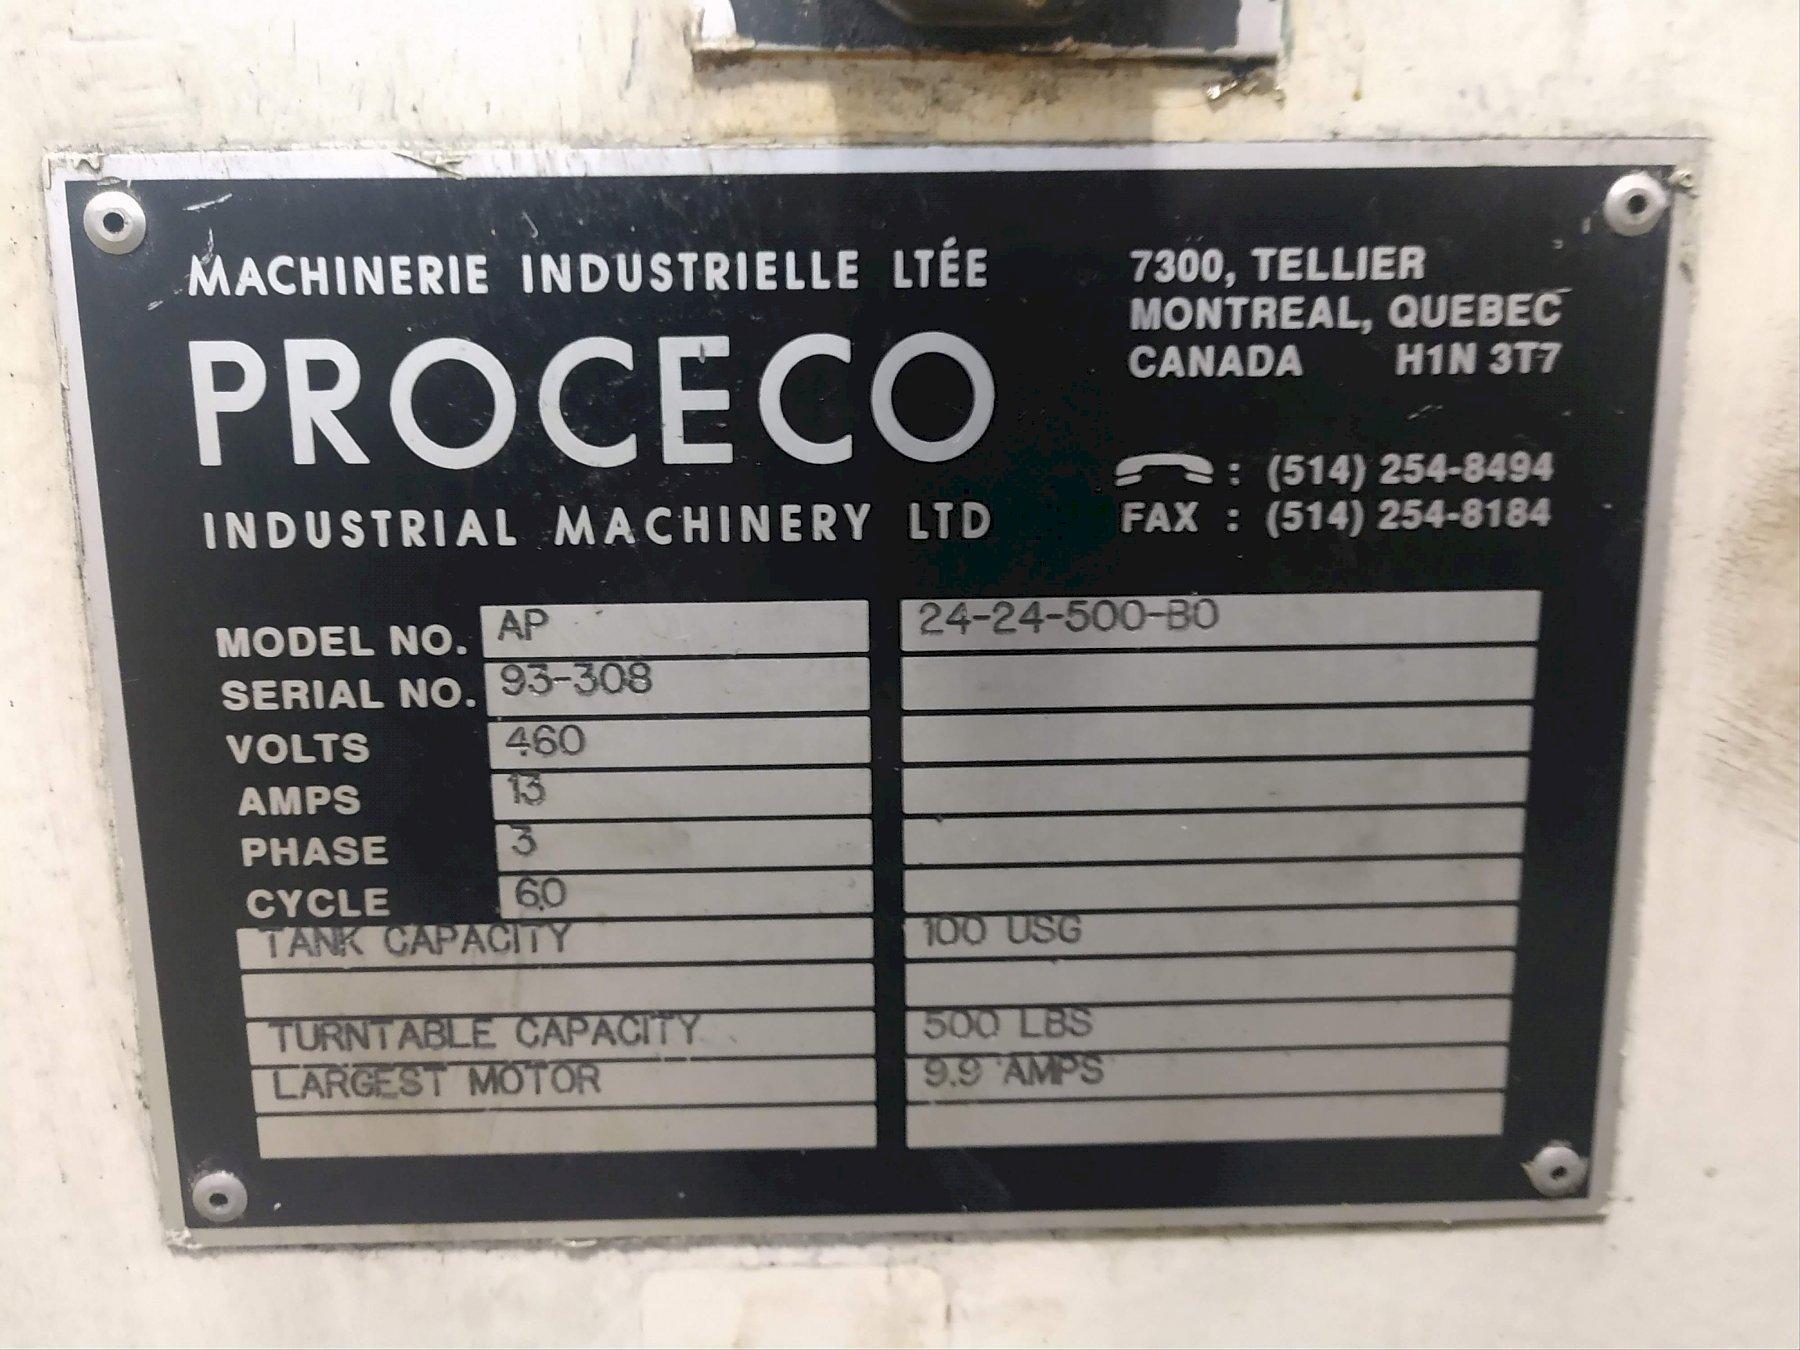 MACHINERIE INDUSTRIELLE LTÉE
PROCECO
INDUSTRIAL MACHINERY LTD
7300, TELLIER
MONTREAL, QUEBEC
CANADA H1N 3T7
: (514) 254-8494
FAX : (514) 254-8184
MODEL NO. AP 24-24-500-BO
SERIAL NO. 93-308
VOLTS 460
AMPS 13
PHASE 3
CYCLE 60
TANK CAPACITY 100 USG
TURNTABLE CAPACITY 500 LBS
LARGEST MOTOR 9.9 AMPS